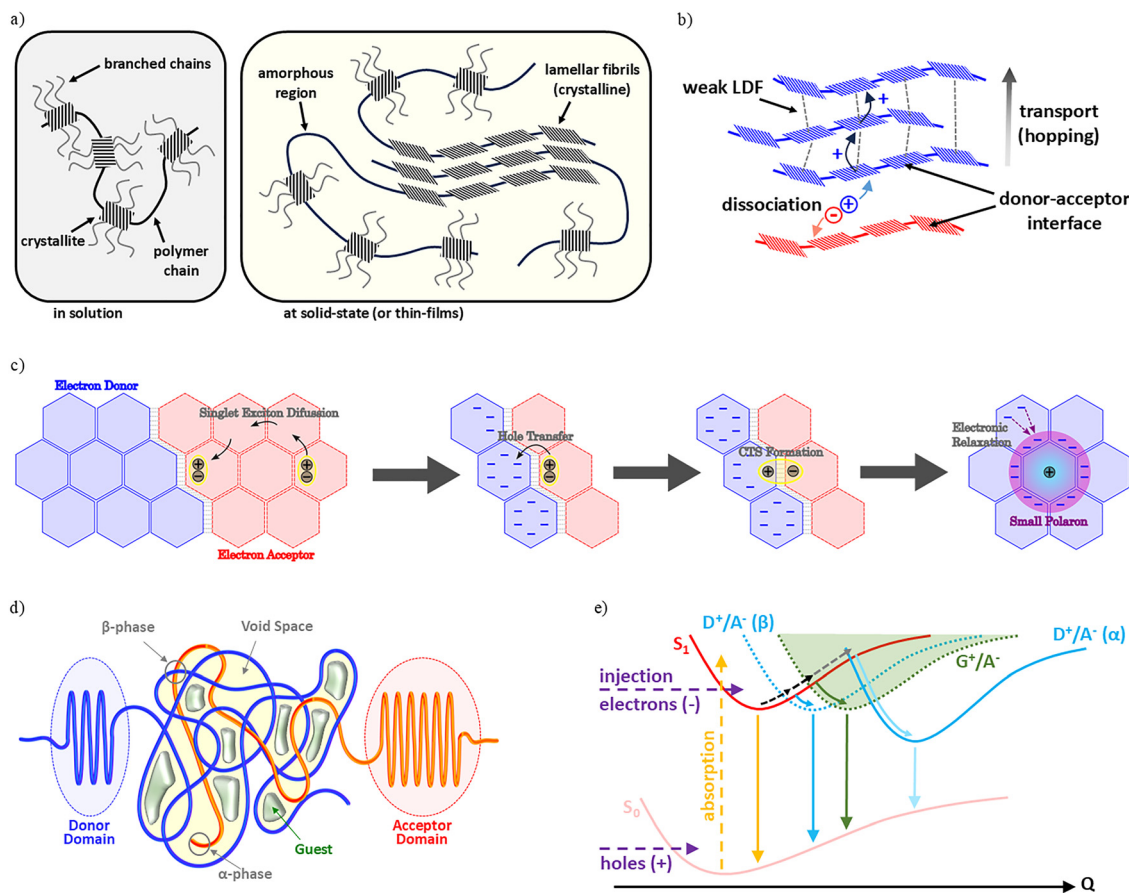 a)
branched chains
crystallite
polymer
chain
in solution
amorphous
region
lamellar fibrils
(crystalline)
at solid-state (or thin-films)
b)
weak LDF
+
+
transport
(hopping)
dissociation
- +
donor-acceptor
interface
c)
Electron Donor
Singlet Exciton Difussion
+
-
+
-
Electron Acceptor
Hole Transfer
+
-
CTS Formation
+ -
Electronic
Relaxation
+
Small Polaron
d)
β-phase
Void Space
Donor
Domain
α-phase
Guest
Acceptor
Domain
e)
S1
D+/A- (β)
D+/A- (α)
G+/A-
injection
electrons (-)
absorption
S0
holes (+)
Q